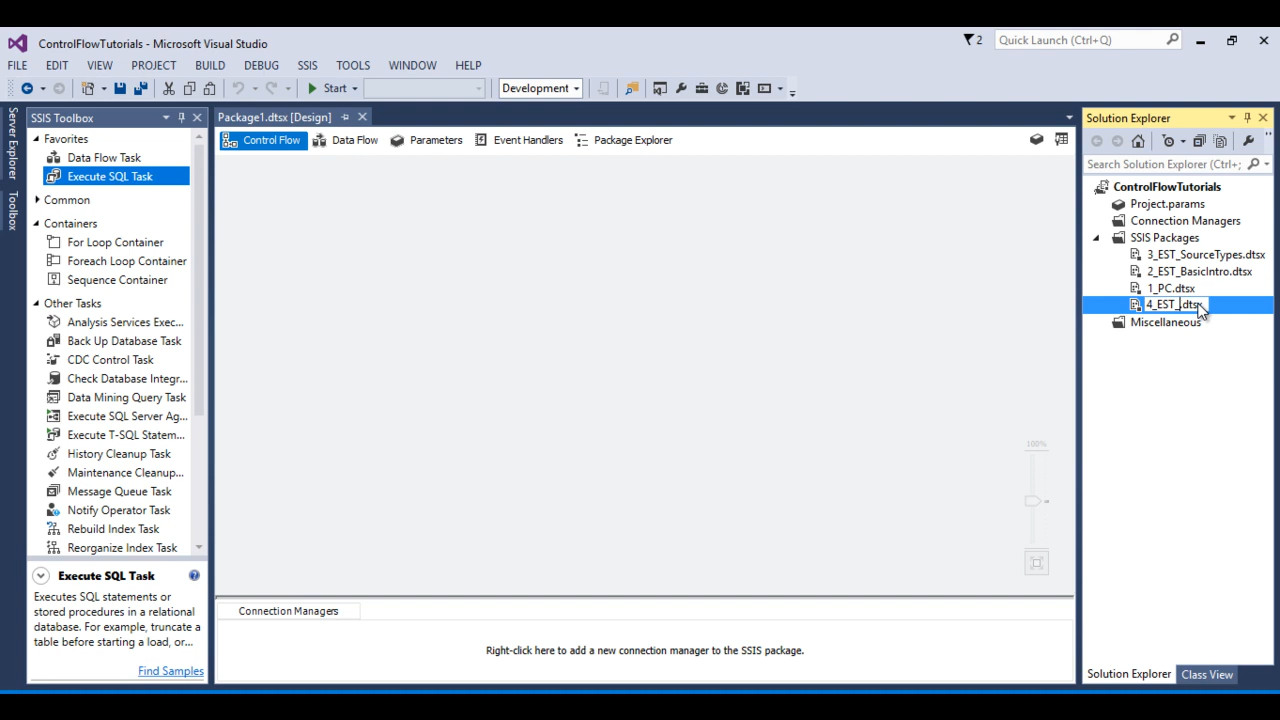 ControlFlowTutorials - Microsoft Visual Studio
2
Quick Launch (Ctrl+Q)
FILE EDIT VIEW PROJECT BUILD DEBUG SSIS TOOLS WINDOW HELP
Start
Development
Server Explorer
Toolbox
SSIS Toolbox
Favorites
Data Flow Task
Execute SQL Task
Common
Containers
For Loop Container
Foreach Loop Container
Sequence Container
Other Tasks
Analysis Services Exec...
Back Up Database Task
CDC Control Task
Check Database Integr...
Data Mining Query Task
Execute SQL Server Ag...
Execute T-SQL Statem...
History Cleanup Task
Maintenance Cleanup...
Message Queue Task
Notify Operator Task
Rebuild Index Task
Reorganize Index Task
Execute SQL Task
Executes SQL statements or
stored procedures in a relational
database. For example, truncate a
table before starting a load, or...
Find Samples
Package1.dtsx [Design]
Control Flow Data Flow Parameters Event Handlers Package Explorer
100%
Connection Managers
Right-click here to add a new connection manager to the SSIS package.
Solution Explorer
Search Solution Explorer (Ctrl+;
ControlFlowTutorials
Project.params
Connection Managers
SSIS Packages
3_EST_SourceTypes.dtsx
2_EST_BasicIntro.dtsx
1_PC.dtsx
4_EST_.dtsx
Miscellaneous
Solution Explorer Class View